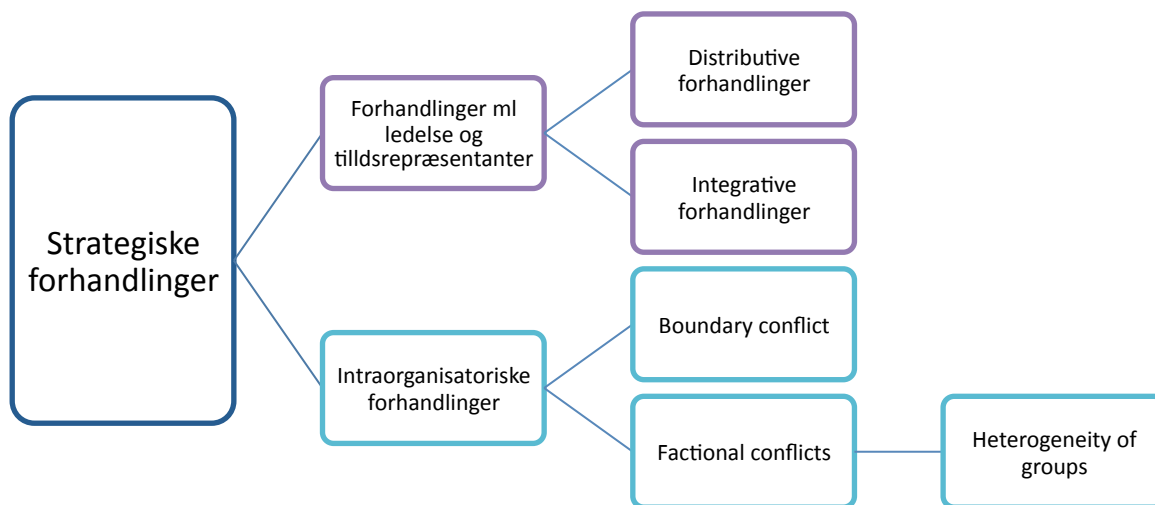 Strategiske
forhandlinger
Forhandlinger ml
ledelse og
tilldsrepræsentanter
Distributive
forhandlinger
Integrative
forhandlinger
Intraorganisatoriske
forhandlinger
Boundary conflict
Factional conflicts
Heterogeneity of
groups